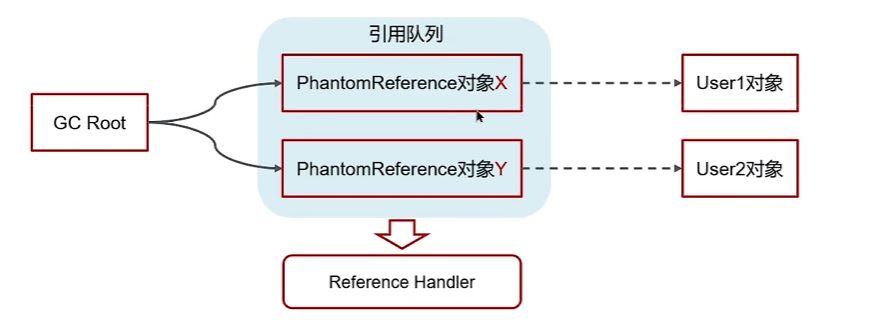 引用队列
PhantomReference对象X
User1对象
GC Root
PhantomReference对象Y
User2对象
Reference Handler